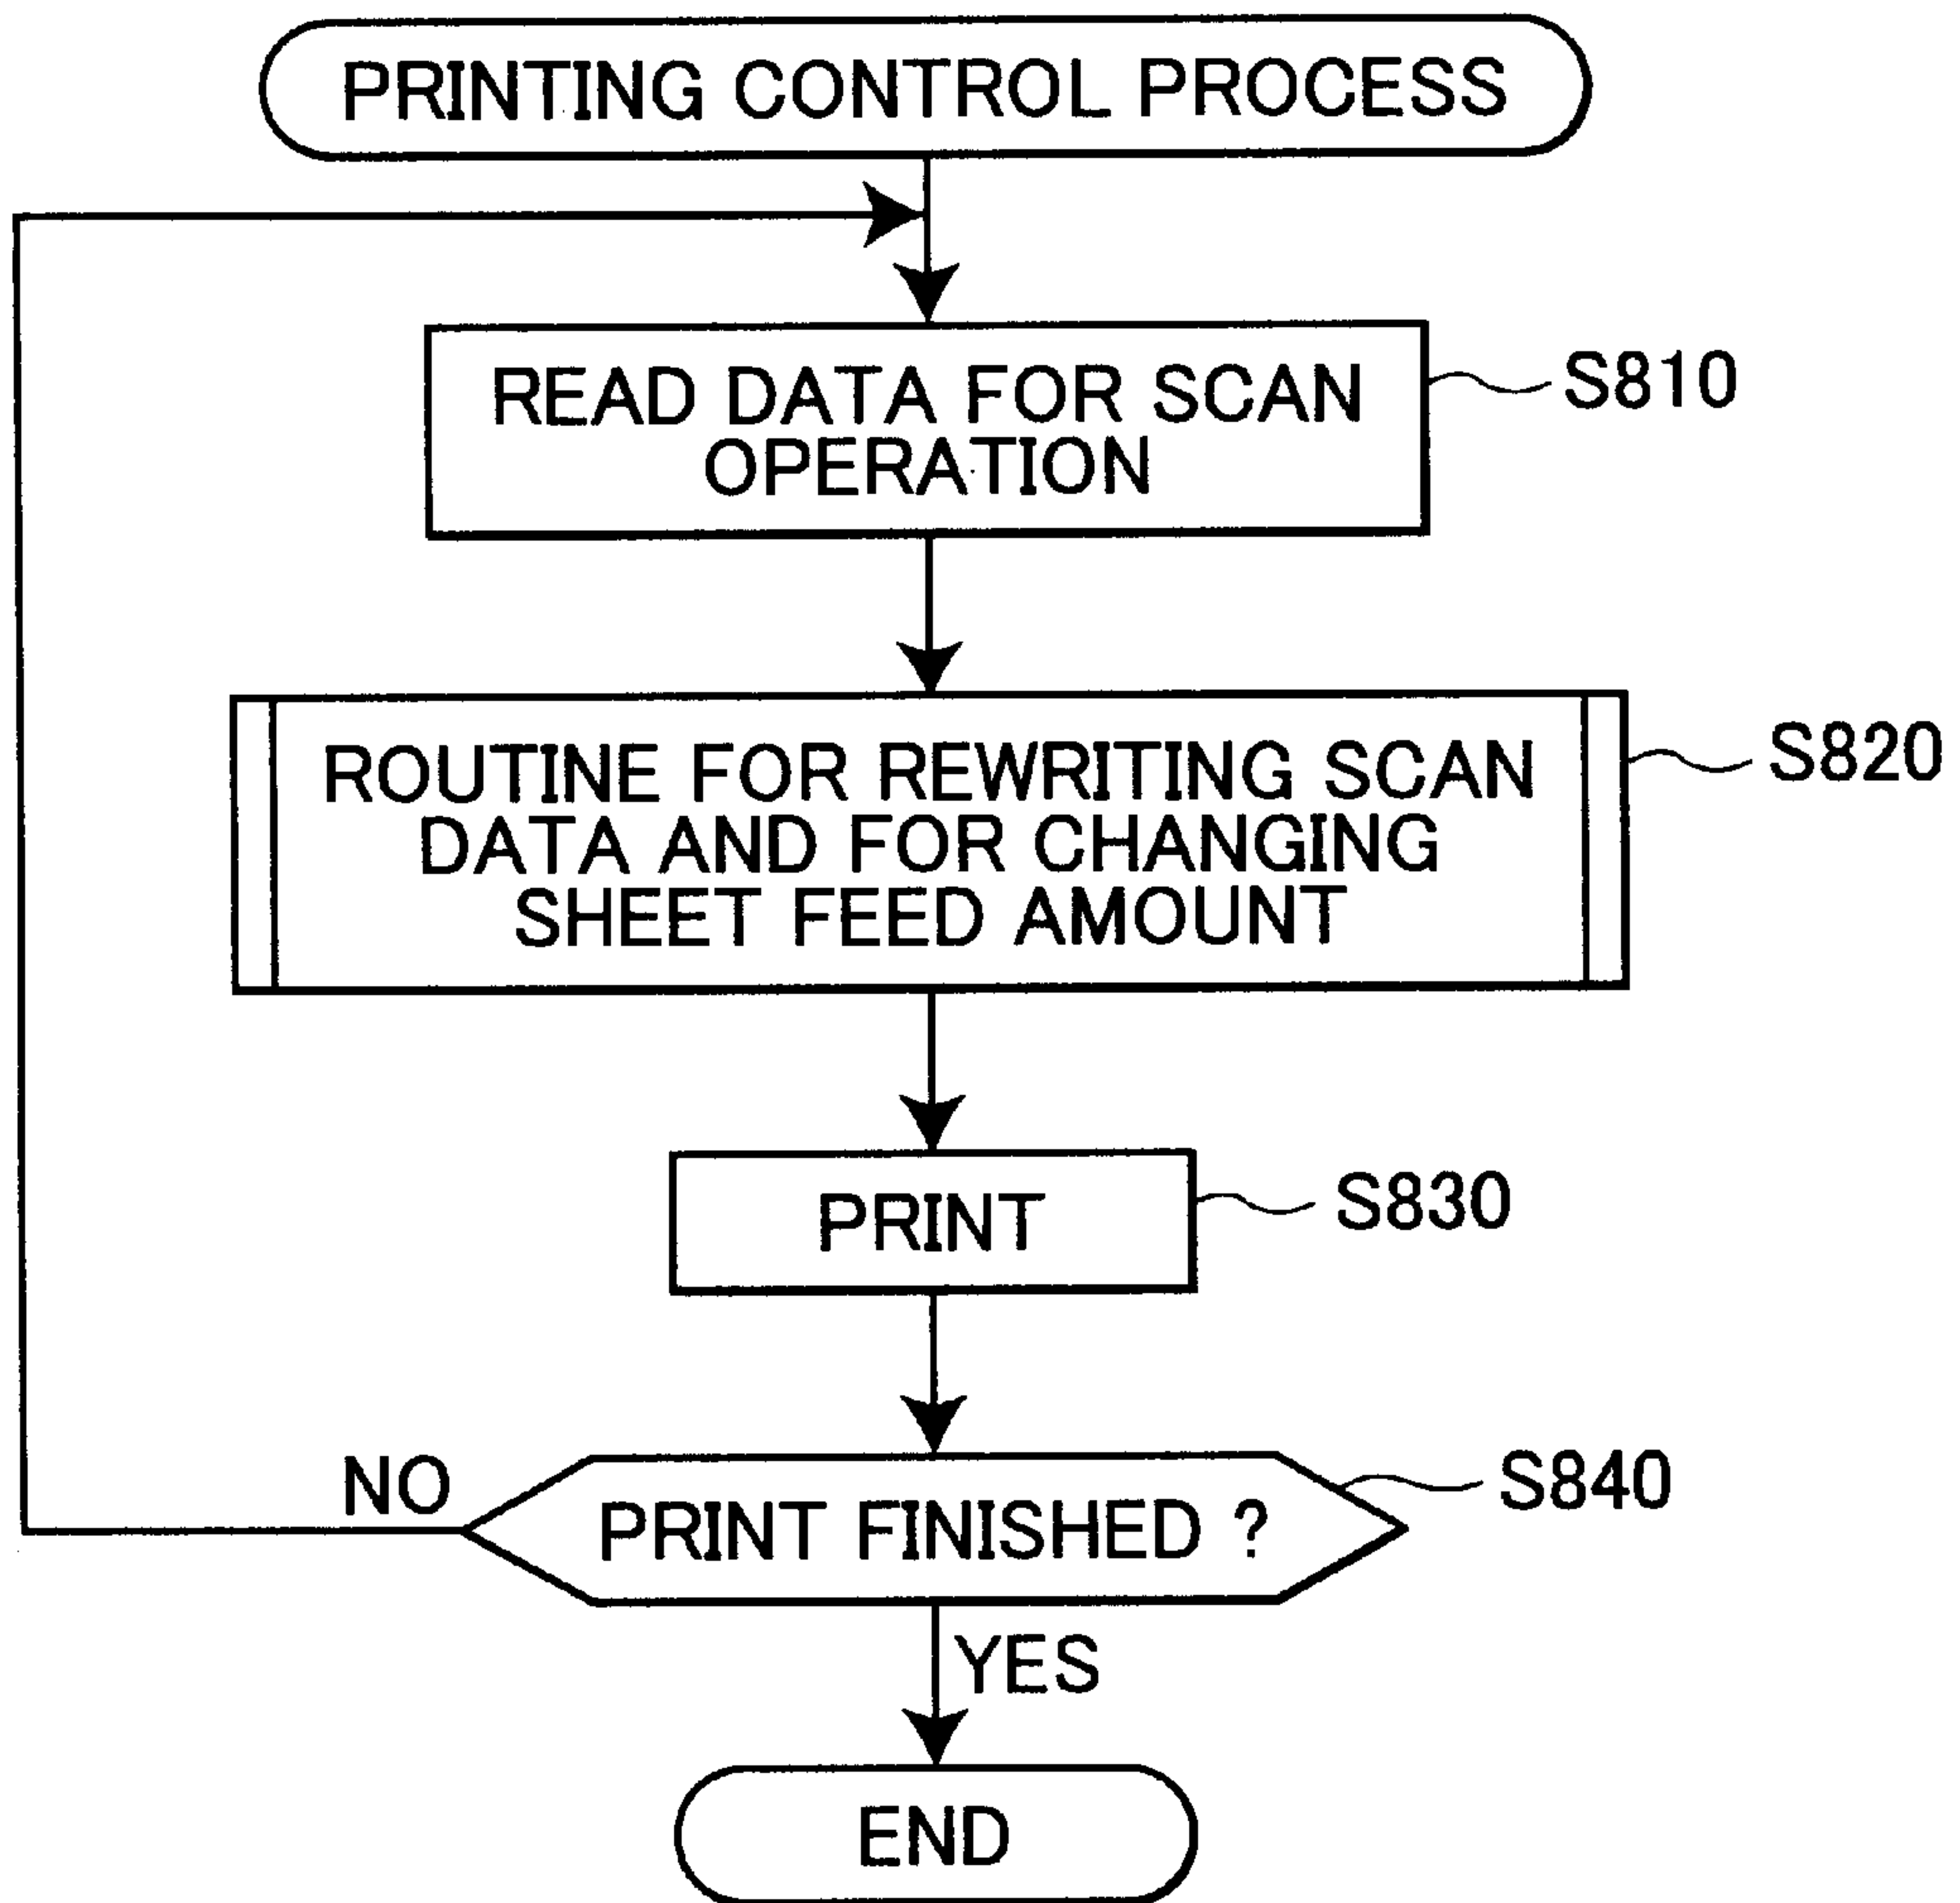 PRINTING CONTROL PROCESS
READ DATA FOR SCAN
OPERATION
S810
ROUTINE FOR REWRITING SCAN
DATA AND FOR CHANGING
SHEET FEED AMOUNT
S820
PRINT
S830
NO
PRINT FINISHED ?
S840
YES
END